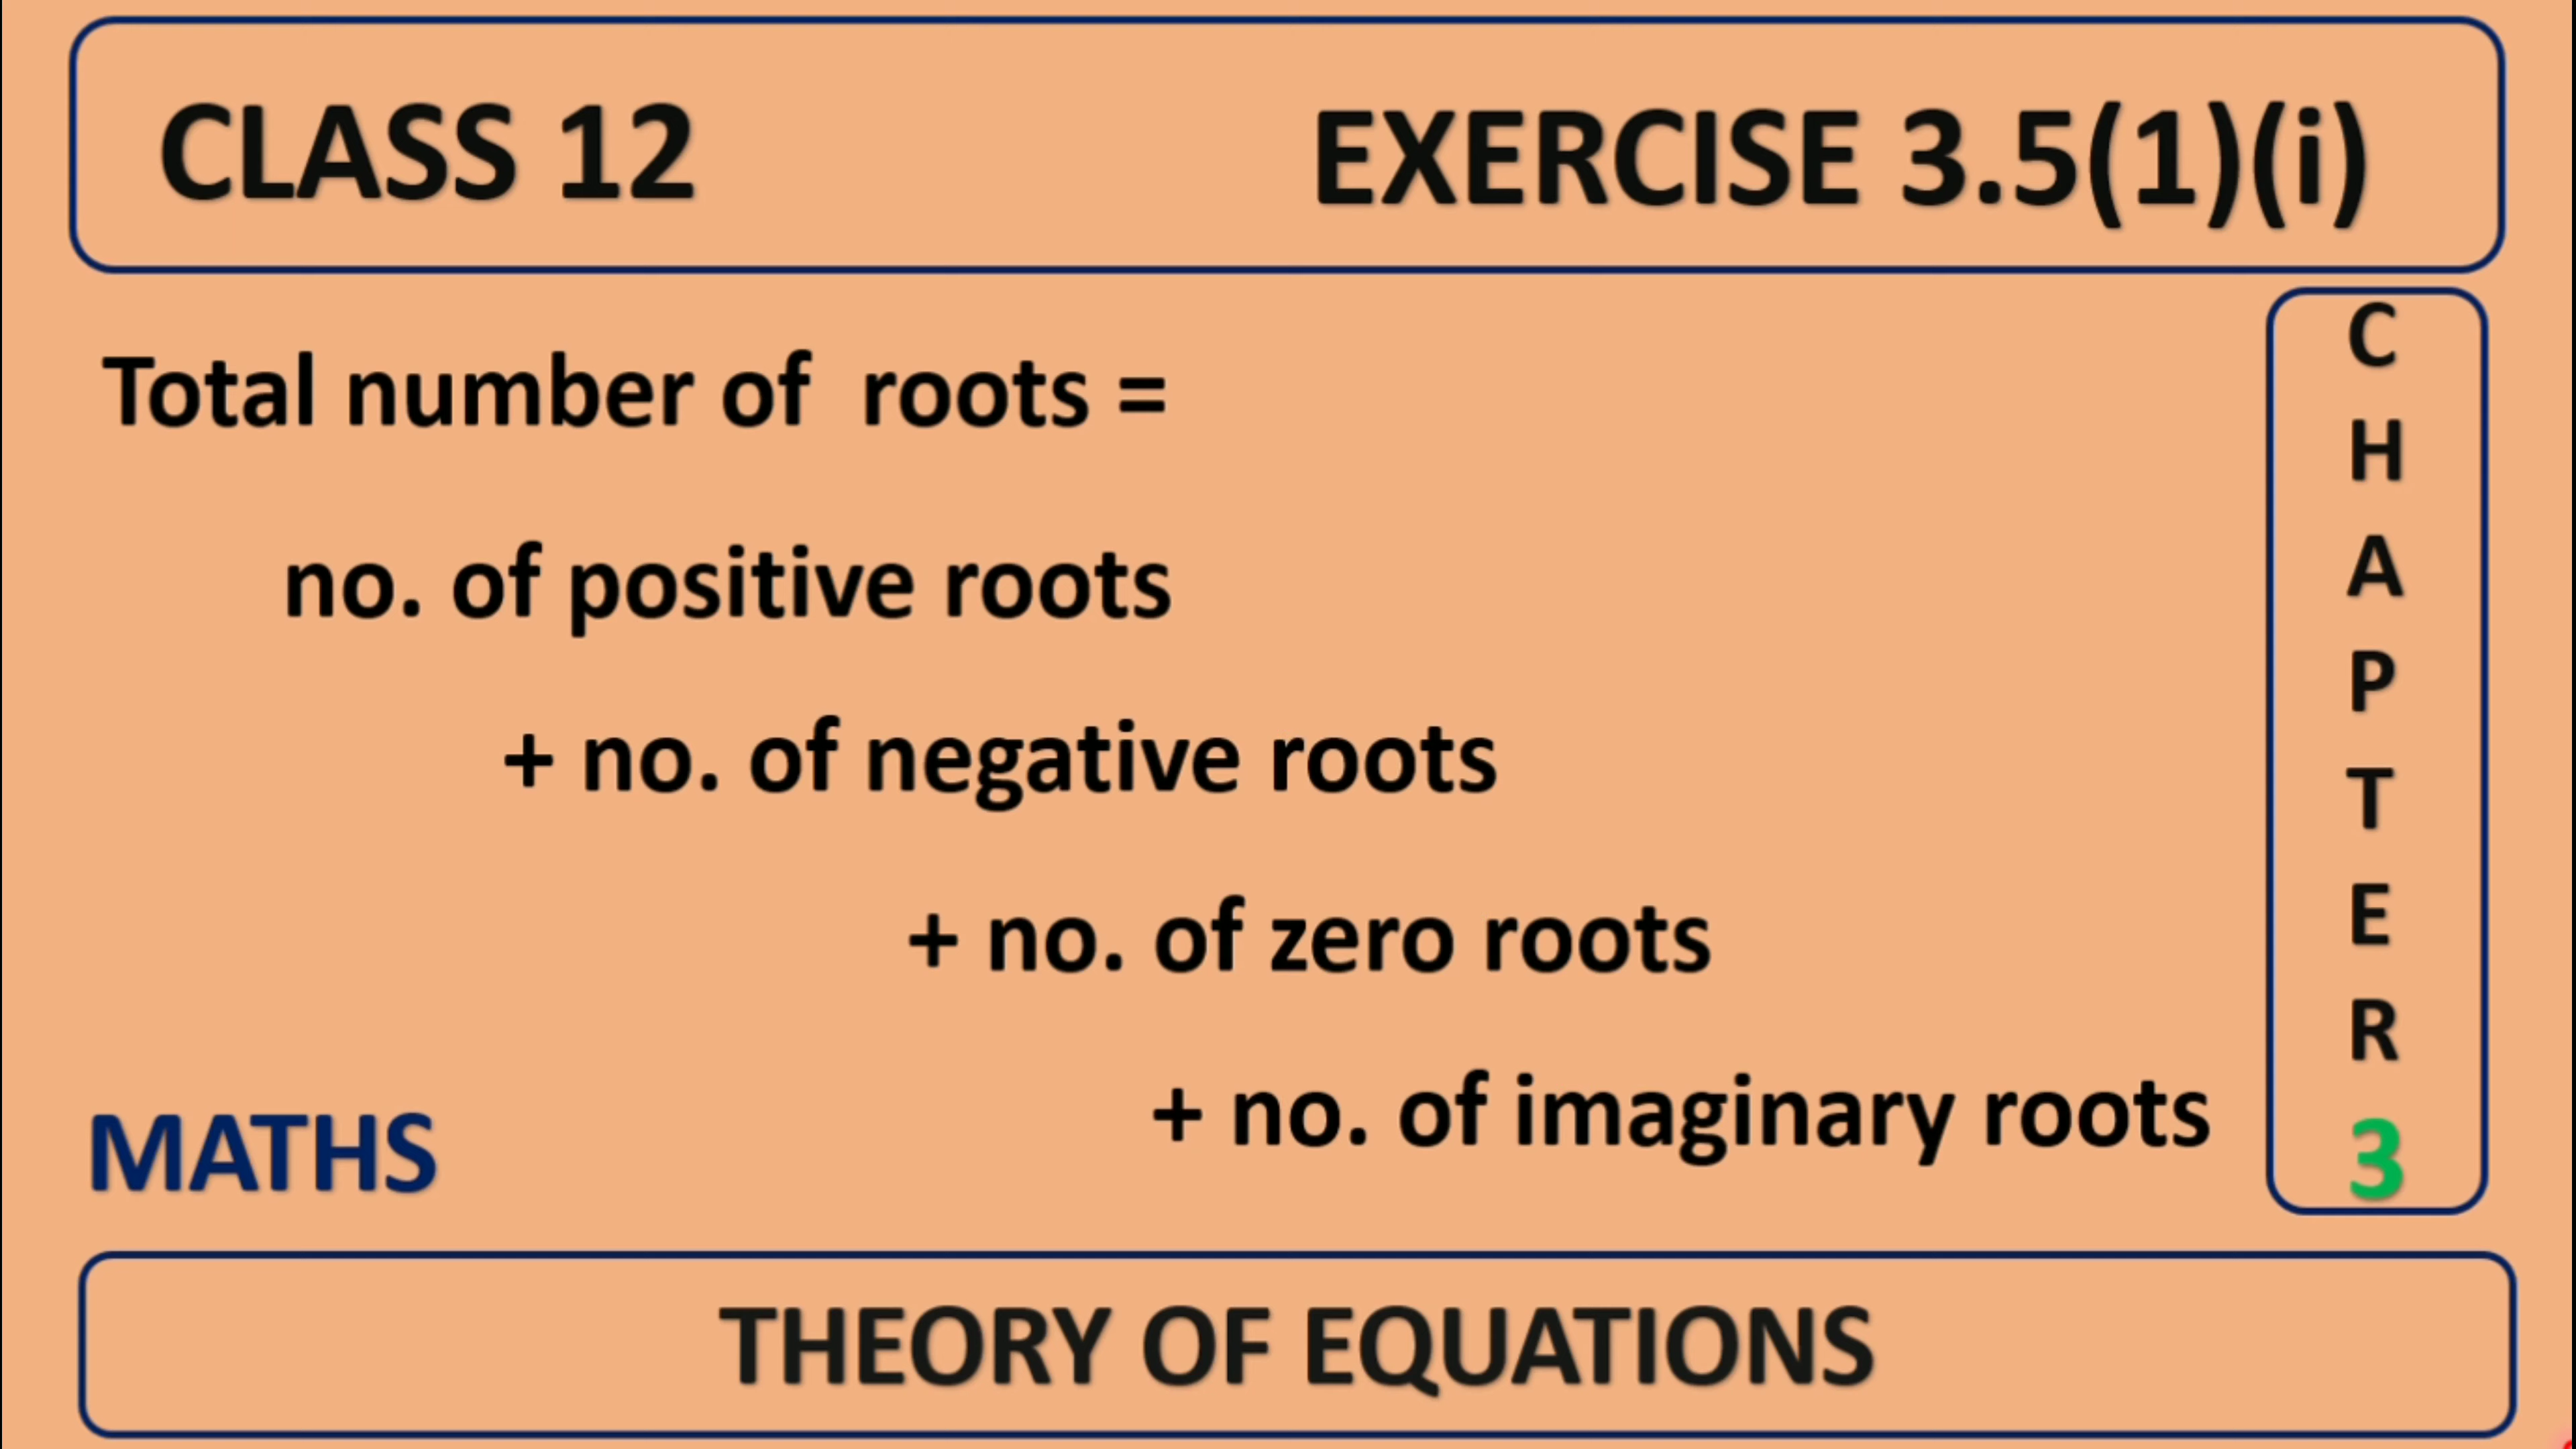 CLASS 12 EXERCISE 3.5(1)(i)
Total number of roots =
no. of positive roots
+ no. of negative roots
+ no. of zero roots
+ no. of imaginary roots
C
H
A
P
T
E
R
3
MATHS
THEORY OF EQUATIONS